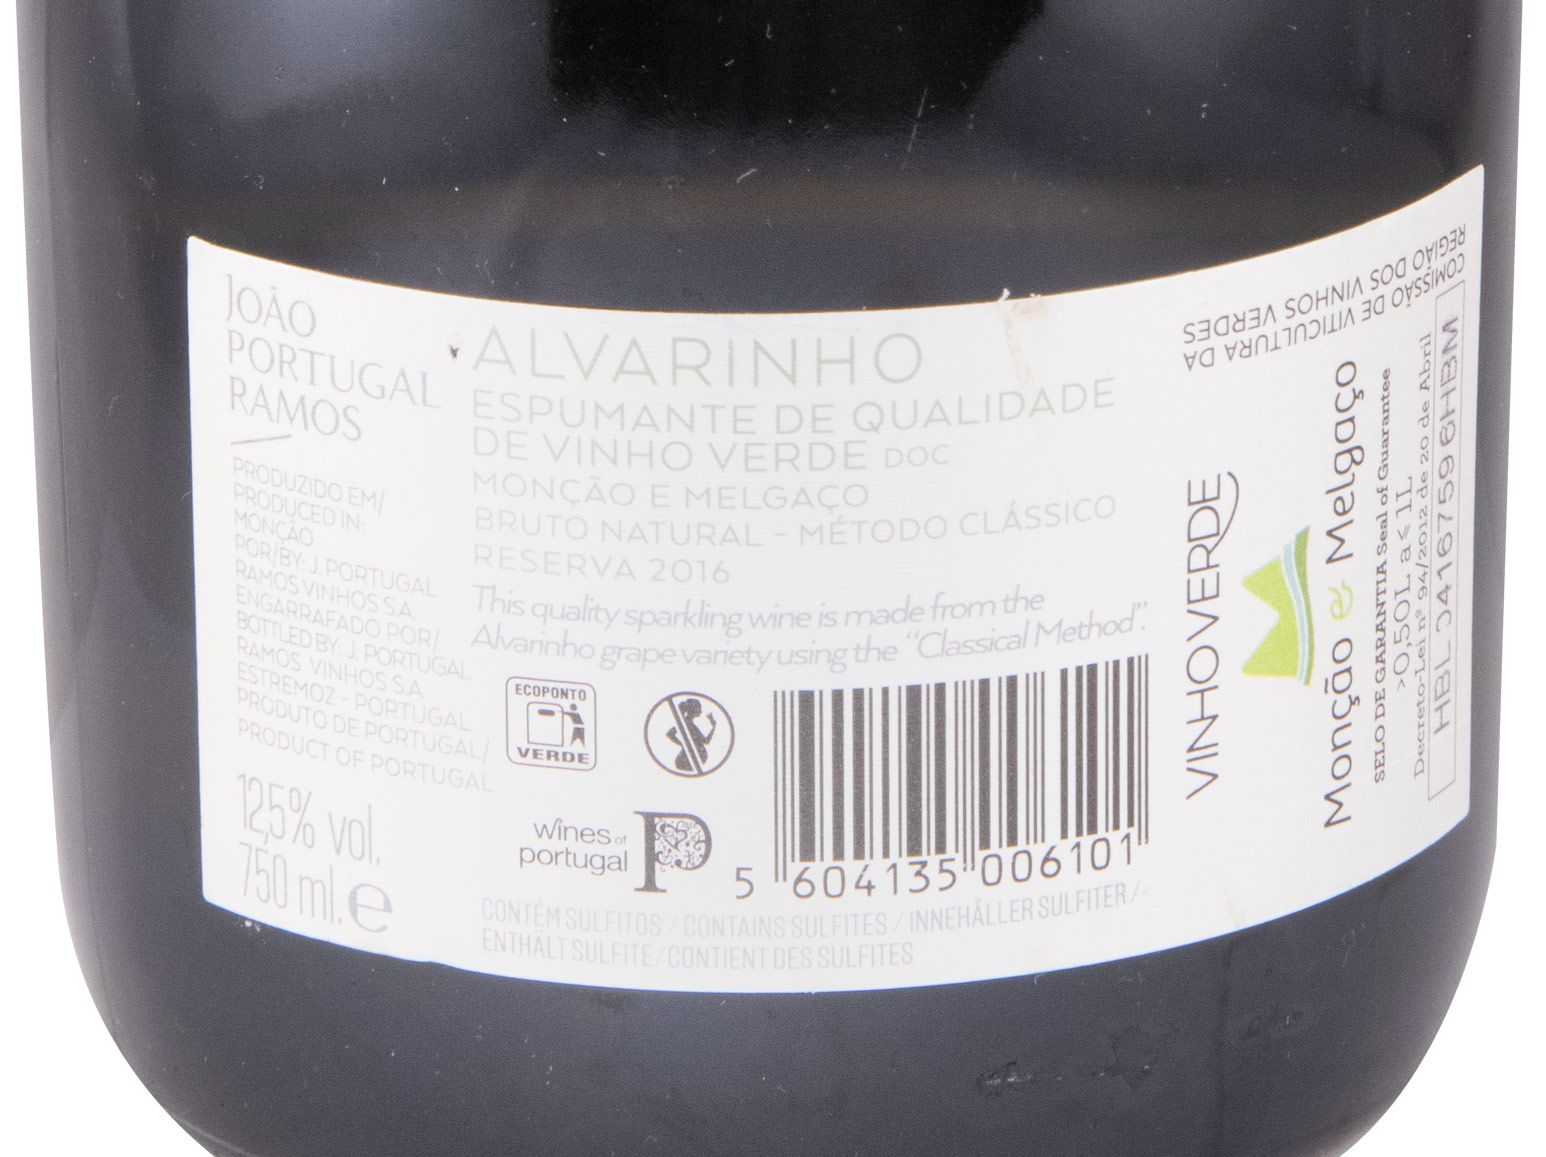 JOÃO
PORTUGAL
RAMOS
PRODUZIDO EM/
PRODUCED IN:
MONÇÃO
POR/BY: J. PORTUGAL
RAMOS VINHOS S.A.
ENGARRAFADO POR/
BOTTLED BY: J. PORTUGAL
RAMOS VINHOS S.A.
ESTREMOZ - PORTUGAL
PRODUTO DE PORTUGAL/
PRODUCT OF PORTUGAL
12,5% vol.
750 ml. e
ALVARINHO
ESPUMANTE DE QUALIDADE
DE VINHO VERDE DOC
MONÇÃO E MELGAÇO
BRUTO NATURAL - MÉTODO CLÁSSICO
RESERVA 2016
This quality sparkling wine is made from the
Alvarinho grape variety using the "Classical Method".
ECOPONTO
VERDE
wines of
portugal
P
5 604135 006101
CONTÉM SULFITOS / CONTAINS SULFITES / INNEHÅLLER SULFITER /
ENTHÄLT SULFITE/CONTIENT DES SULFITES
COMISSÃO DE VITICULTURA DA
REGIÃO DOS VINHOS VERDES
VINHO VERDE
Monção e Melgaço
SELO DE GARANTIA Seal of Guarantee
>0,50L a ≤ 1L
Decreto-Lei nº 94/2012 de 20 de Abril
HBL 3416759 6HBM